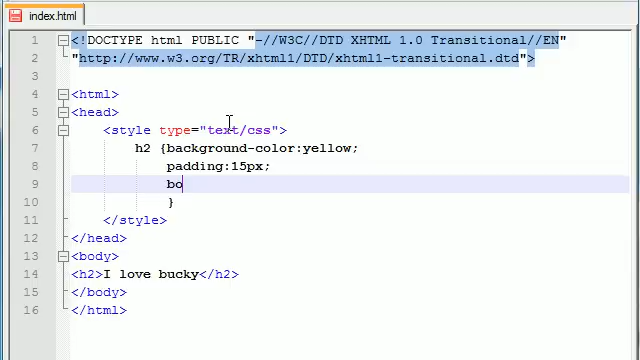 index.html
1 <!DOCTYPE html PUBLIC "-//W3C//DTD XHTML 1.0 Transitional//EN"
2 "http://www.w3.org/TR/xhtml1/DTD/xhtml1-transitional.dtd">
3
4 <html>
5 <head>
6 <style type="text/css">
7 h2 {background-color:yellow;
8 padding:15px;
9 bo
10 }
11 </style>
12 </head>
13 <body>
14 <h2>I love bucky</h2>
15 </body>
16 </html>